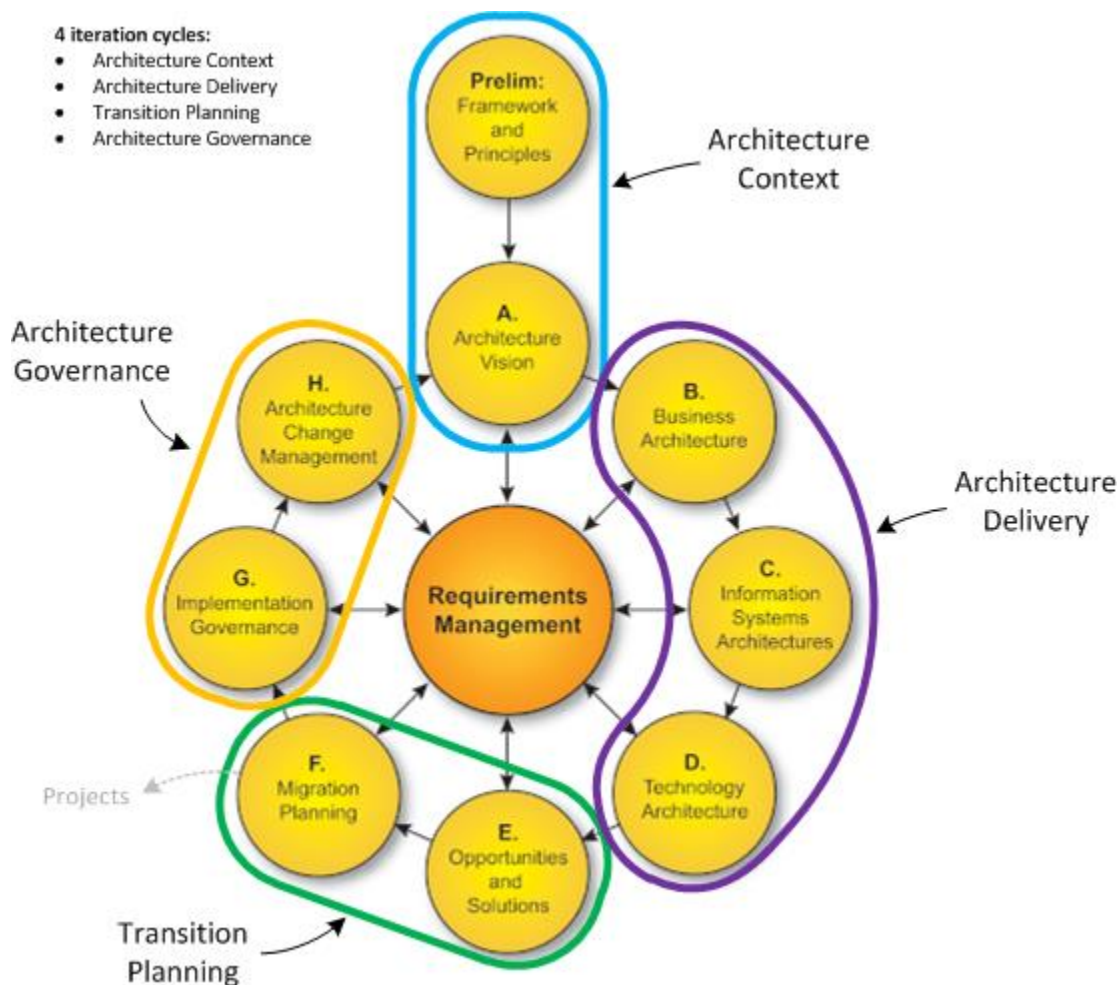 4 iteration cycles:
• Architecture Context
• Architecture Delivery
• Transition Planning
• Architecture Governance
Prelim:
Framework
and
Principles
Architecture
Context
A.
Architecture
Vision
Architecture
Governance
H.
Architecture
Change
Management
B.
Business
Architecture
Architecture
Delivery
G.
Implementation
Governance
Requirements
Management
C.
Information
Systems
Architectures
F.
Migration
Planning
Projects
D.
Technology
Architecture
E.
Opportunities
and
Solutions
Transition
Planning